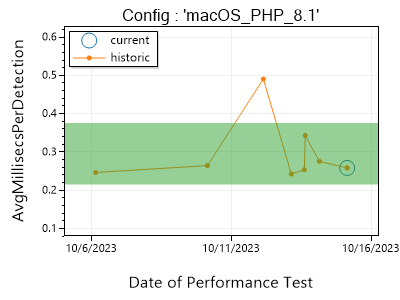 Config : 'macOS_PHP_8.1'
current
historic
0.6
0.5
0.4
0.3
0.2
0.1
AvgMillisecsPerDetection
10/6/2023
10/11/2023
10/16/2023
Date of Performance Test